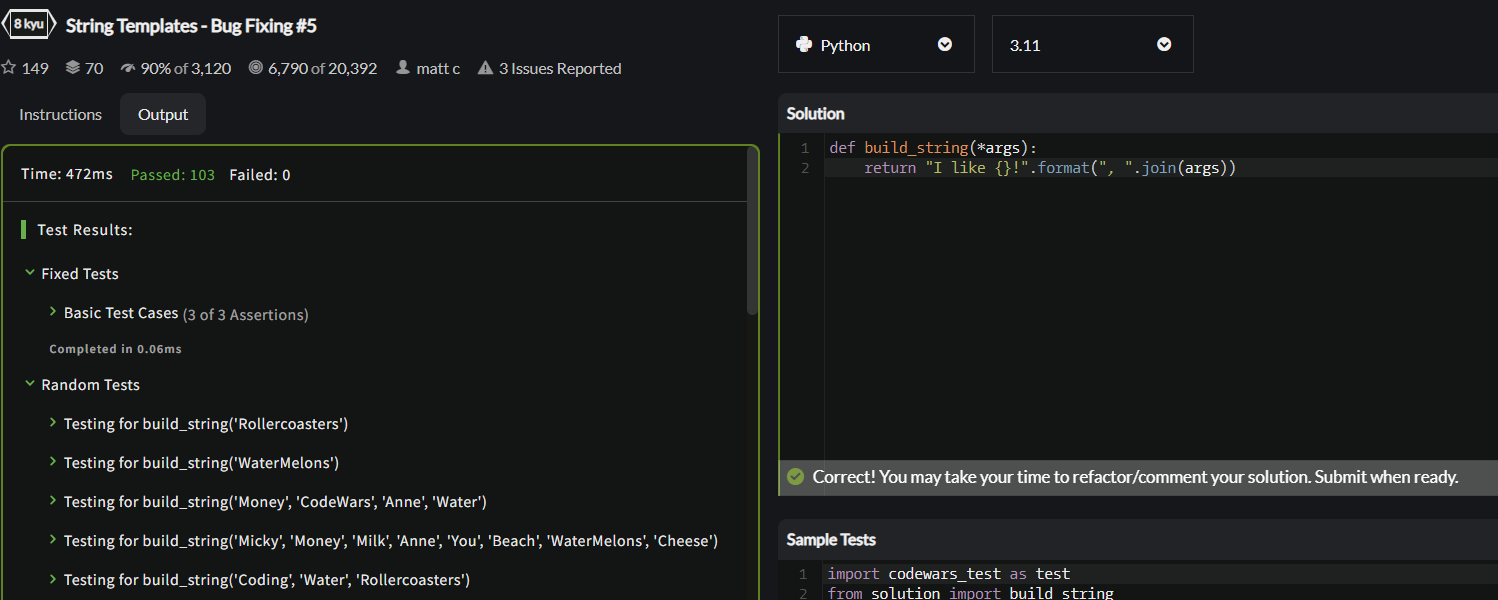 8 kyu String Templates - Bug Fixing #5
149 70 90% of 3,120 6,790 of 20,392 matt c 3 Issues Reported
Instructions Output
Time: 472ms Passed: 103 Failed: 0
Test Results:
Fixed Tests
Basic Test Cases (3 of 3 Assertions)
Completed in 0.06ms
Random Tests
Testing for build_string('Rollercoasters')
Testing for build_string('WaterMelons')
Testing for build_string('Money', 'CodeWars', 'Anne', 'Water')
Testing for build_string('Micky', 'Money', 'Milk', 'Anne', 'You', 'Beach', 'WaterMelons', 'Cheese')
Testing for build_string('Coding', 'Water', 'Rollercoasters')
Python 3.11
Solution
1 def build_string(*args):
2 return "I like {}!".format(", ".join(args))
Correct! You may take your time to refactor/comment your solution. Submit when ready.
Sample Tests
1 import codewars_test as test
2 from solution import build_string